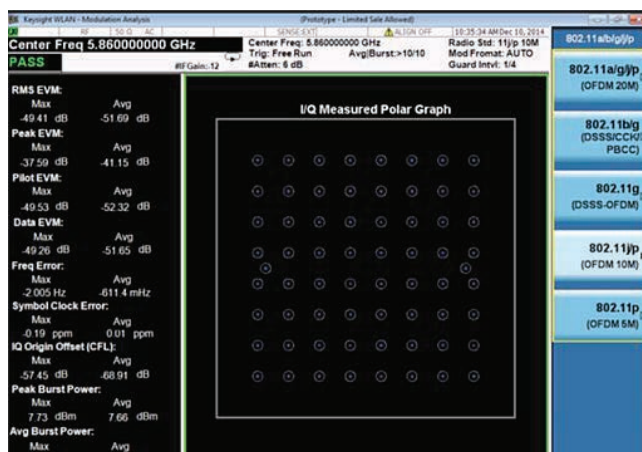 Keysight WLAN - Modulation Analysis
(Prototype - Limited Sale Allowed)
RF
50 Ω
AC
SENSE:EXT
ALIGN OFF
10:35:34 AM Dec 10, 2014
Center Freq 5.860000000 GHz
PASS
#IFGain:-12
Center Freq: 5.860000000 GHz
Trig: Free Run
Avg|Burst:>10/10
#Atten: 6 dB
Radio Std: 11j/p 10M
Mod Fromat: AUTO
Guard Intvl: 1/4
RMS EVM:
Max Avg
-49.41 dB -51.69 dB
Peak EVM:
Max Avg
-37.59 dB -41.15 dB
Pilot EVM:
Max Avg
-49.53 dB -52.32 dB
Data EVM:
Max Avg
-49.26 dB -51.65 dB
Freq Error:
Max Avg
-2.005 Hz -611.4 mHz
Symbol Clock Error:
Max Avg
-0.19 ppm 0.01 ppm
IQ Origin Offset (CFL):
Max Avg
-57.45 dB -68.91 dB
Peak Burst Power:
Max Avg
7.73 dBm 7.66 dBm
Avg Burst Power:
Max Avg
I/Q Measured Polar Graph
802.11a/b/g/j/p
802.11a/g/j/p
(OFDM 20M)
802.11b/g
(DSSS/CCK/
PBCC)
802.11g
(DSSS-OFDM)
802.11j/p
(OFDM 10M)
802.11p
(OFDM 5M)